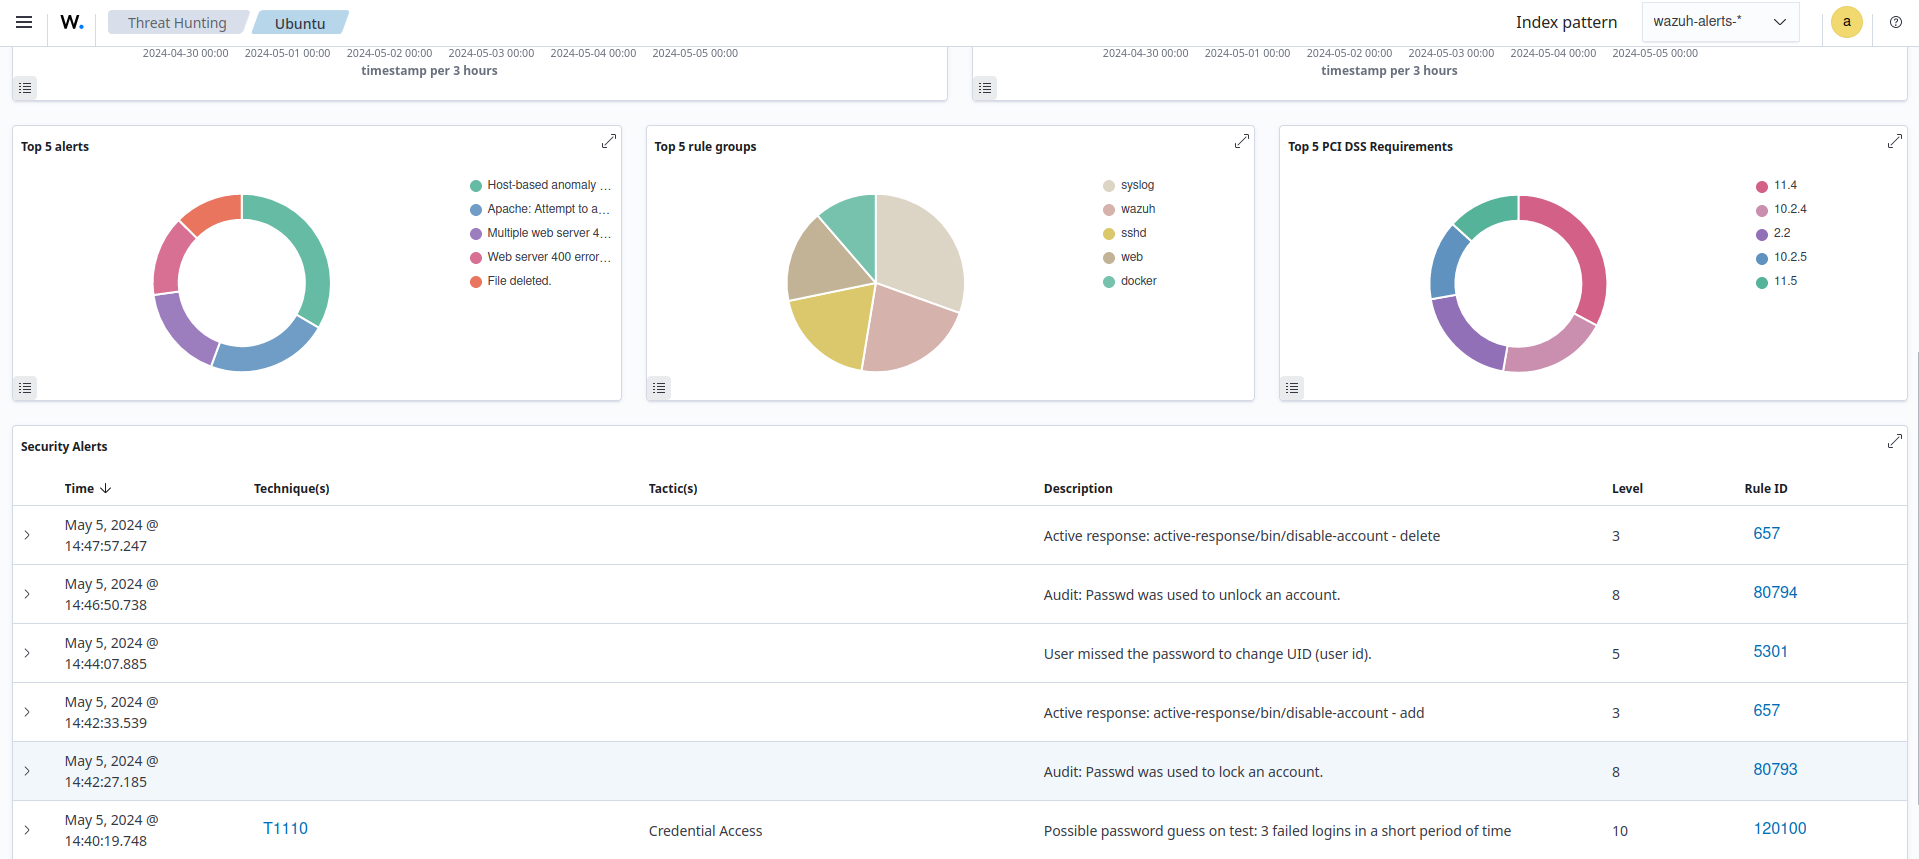 W. Threat Hunting Ubuntu Index pattern wazuh-alerts-* a
2024-04-30 00:00 2024-05-01 00:00 2024-05-02 00:00 2024-05-03 00:00 2024-05-04 00:00 2024-05-05 00:00
timestamp per 3 hours
2024-04-30 00:00 2024-05-01 00:00 2024-05-02 00:00 2024-05-03 00:00 2024-05-04 00:00 2024-05-05 00:00
timestamp per 3 hours
Top 5 alerts
Host-based anomaly ...
Apache: Attempt to a...
Multiple web server 4...
Web server 400 error...
File deleted.
Top 5 rule groups
syslog
wazuh
sshd
web
docker
Top 5 PCI DSS Requirements
11.4
10.2.4
2.2
10.2.5
11.5
Security Alerts
Time Technique(s) Tactic(s) Description Level Rule ID
May 5, 2024 @
14:47:57.247
Active response: active-response/bin/disable-account - delete 3 657
May 5, 2024 @
14:46:50.738
Audit: Passwd was used to unlock an account. 8 80794
May 5, 2024 @
14:44:07.885
User missed the password to change UID (user id). 5 5301
May 5, 2024 @
14:42:33.539
Active response: active-response/bin/disable-account - add 3 657
May 5, 2024 @
14:42:27.185
Audit: Passwd was used to lock an account. 8 80793
May 5, 2024 @
14:40:19.748
T1110 Credential Access Possible password guess on test: 3 failed logins in a short period of time 10 120100